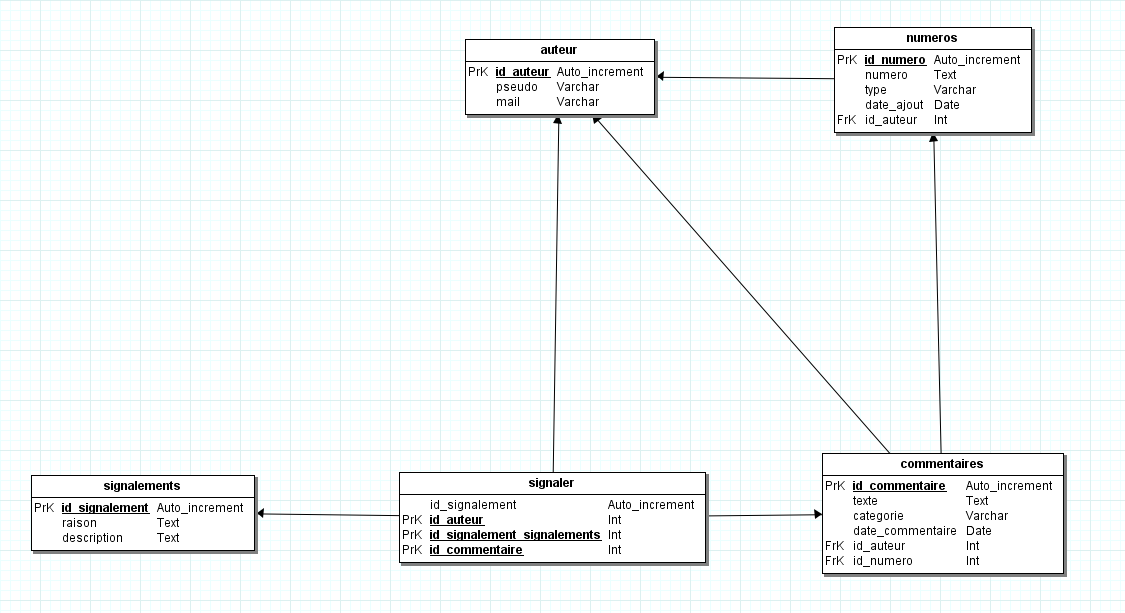 auteur
PrK id_auteur Auto_increment
pseudo Varchar
mail Varchar
numeros
PrK id_numero Auto_increment
numero Text
type Varchar
date_ajout Date
FrK id_auteur Int
signalements
PrK id_signalement Auto_increment
raison Text
description Text
signaler
id_signalement Auto_increment
PrK id_auteur Int
PrK id_signalement_signalements Int
PrK id_commentaire Int
commentaires
PrK id_commentaire Auto_increment
texte Text
categorie Varchar
date_commentaire Date
FrK id_auteur Int
FrK id_numero Int